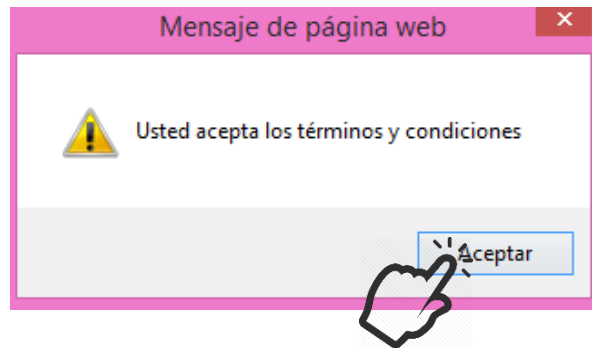 Mensaje de página web
Usted acepta los términos y condiciones
Aceptar